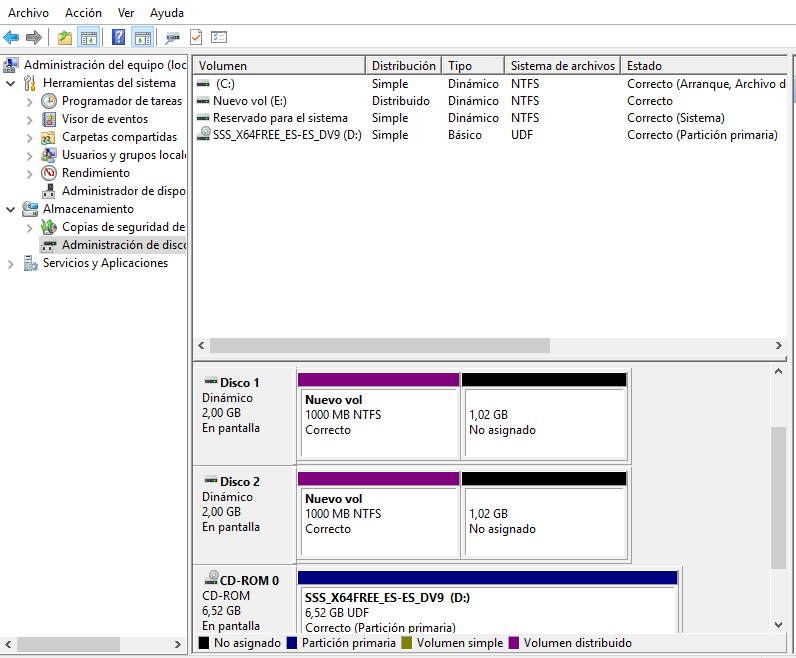 Archivo Acción Ver Ayuda
Administración del equipo (loc
Herramientas del sistema
Programador de tareas
Visor de eventos
Carpetas compartidas
Usuarios y grupos locale
Rendimiento
Administrador de dispo
Almacenamiento
Copias de seguridad de
Administración de disco
Servicios y Aplicaciones
Volumen Distribución Tipo Sistema de archivos Estado
(C:) Simple Dinámico NTFS Correcto (Arranque, Archivo d
Nuevo vol (E:) Distribuido Dinámico NTFS Correcto
Reservado para el sistema Simple Dinámico NTFS Correcto (Sistema)
SSS_X64FREE_ES-ES_DV9 (D:) Simple Básico UDF Correcto (Partición primaria)
Disco 1
Dinámico
2,00 GB
En pantalla
Nuevo vol
1000 MB NTFS
Correcto
1,02 GB
No asignado
Disco 2
Dinámico
2,00 GB
En pantalla
Nuevo vol
1000 MB NTFS
Correcto
1,02 GB
No asignado
CD-ROM 0
CD-ROM
6,52 GB
En pantalla
SSS_X64FREE_ES-ES_DV9 (D:)
6,52 GB UDF
Correcto (Partición primaria)
No asignado Partición primaria Volumen simple Volumen distribuido